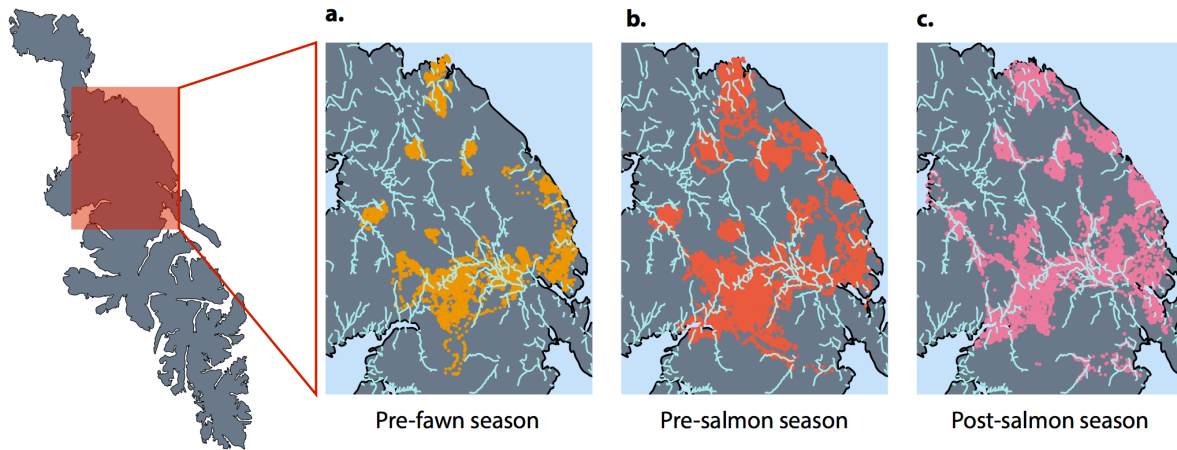 a.
b.
c.
Pre-fawn season
Pre-salmon season
Post-salmon season